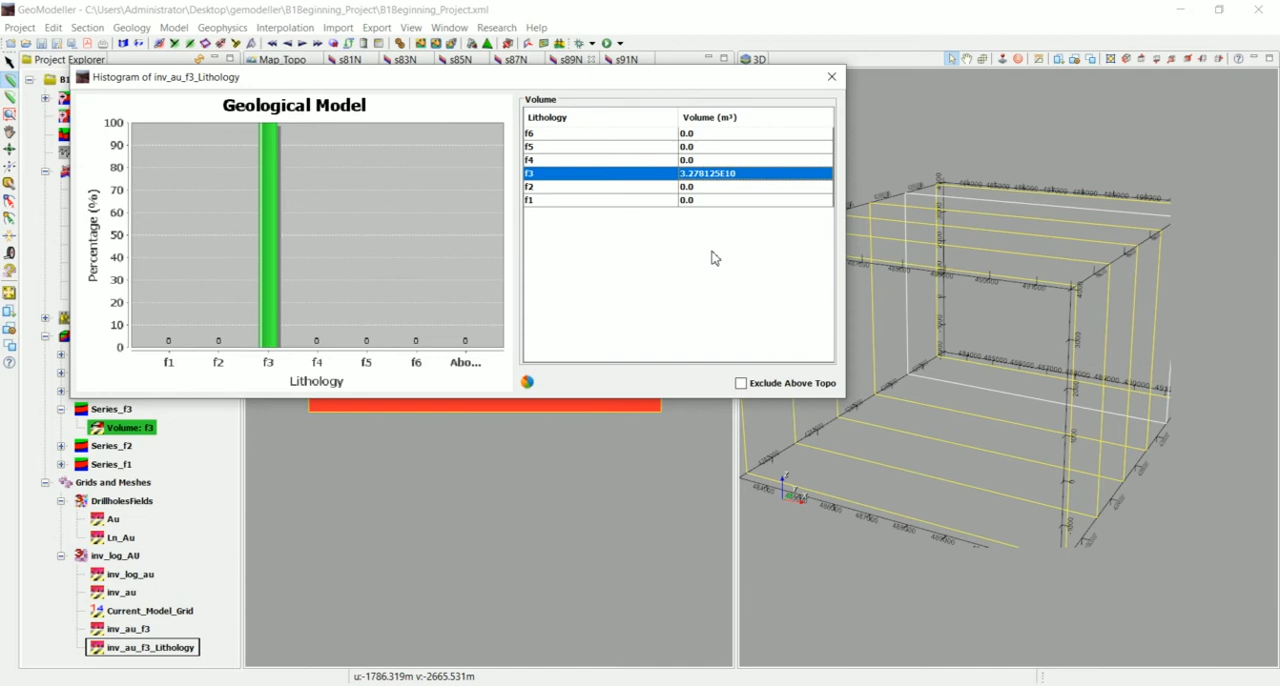 GeoModeller - C:\Users\Administrator\Desktop\gemodeller\B1Beginning_Project\B1Beginning_Project.xml
Project Edit Section Geology Model Geophysics Interpolation Import Export View Window Research Help
Project Explorer
Map_Topo s81N s83N s85N s87N s89N s91N 3D
Histogram of inv_au_f3_Lithology
Geological Model
100
90
80
70
60
50
40
30
20
10
0
Percentage (%)
0 0 0 0 0 0
f1 f2 f3 f4 f5 f6 Abo...
Lithology
Volume
Lithology Volume (m³)
f6 0.0
f5 0.0
f4 0.0
f3 3.278125E10
f2 0.0
f1 0.0
Exclude Above Topo
Series_f3
Volume: f3
Series_f2
Series_f1
Grids and Meshes
DrillholesFields
Au
Ln_Au
inv_log_AU
inv_log_au
inv_au
Current_Model_Grid
inv_au_f3
inv_au_f3_Lithology
u:-1786.319m v:-2665.531m